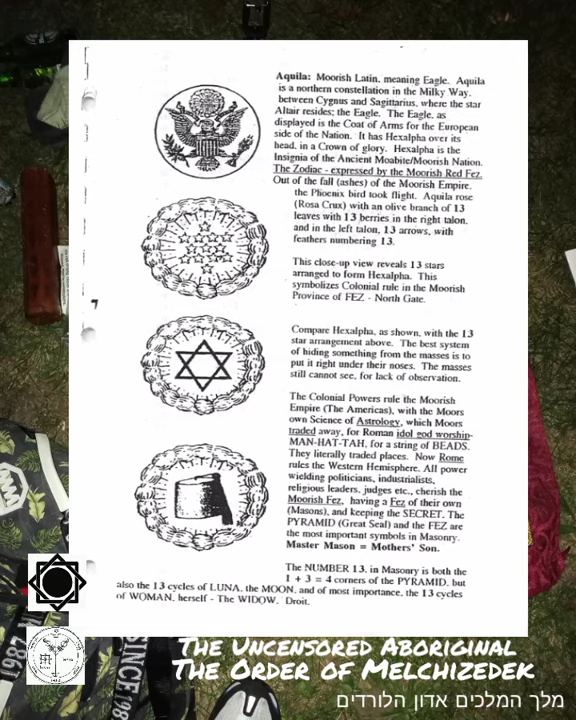 Aquila: Moorish Latin, meaning Eagle. Aquila
is a northern constellation in the Milky Way,
between Cygnus and Sagittarius, where the star
Altair resides; the Eagle. The Eagle, as
displayed is the Coat of Arms for the European
side of the Nation. It has Hexalpha over its
head, in a Crown of glory. Hexalpha is the
Insignia of the Ancient Moabite/Moorish Nation.
The Zodiac - expressed by the Moorish Red Fez.
Out of the fall (ashes) of the Moorish Empire,
the Phoenix bird took flight. Aquila rose
(Rosa Crux) with an olive branch of 13
leaves with 13 berries in the right talon,
and in the left talon, 13 arrows, with
feathers numbering 13.
This close-up view reveals 13 stars
arranged to form Hexalpha. This
symbolizes Colonial rule in the Moorish
Province of FEZ - North Gate.
Compare Hexalpha, as shown, with the 13
star arrangement above. The best system
of hiding something from the masses is to
put it right under their noses. The masses
still cannot see, for lack of observation.
The Colonial Powers rule the Moorish
Empire (The Americas), with the Moors
own Science of Astrology, which Moors
traded away, for Roman idol god worship-
MAN-HAT-TAH, for a string of BEADS.
They literally traded places. Now Rome
rules the Western Hemisphere. All power
wielding politicians, industrialists,
religious leaders, judges etc., cherish the
Moorish Fez, having a Fez of their own
(Masons), and keeping the SECRET. The
PYRAMID (Great Seal) and the FEZ are
the most important symbols in Masonry.
Master Mason = Mothers' Son.
The NUMBER 13, in Masonry is both the
1 + 3 = 4 corners of the PYRAMID, but
also the 13 cycles of LUNA, the MOON, and of most importance, the 13 cycles
of WOMAN, herself - The WIDOW, Droit.
The Uncensored Aboriginal
The Order of Melchizedek
מלך המלכים אדון הלורדים
1987
SINCE 198